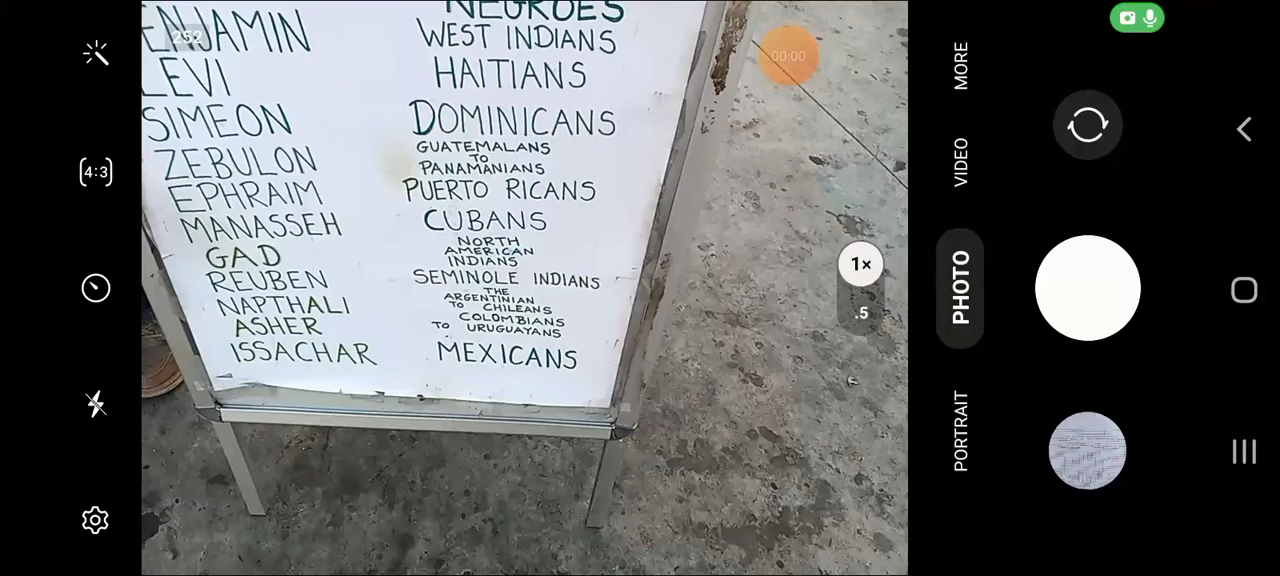 NEGROES
ENJAMIN WEST INDIANS
LEVI HAITIANS
SIMEON DOMINICANS
ZEBULON GUATEMALANS
TO
PANAMANIANS
EPHRAIM PUERTO RICANS
MANASSEH CUBANS
GAD NORTH
AMERICAN
INDIANS
REUBEN SEMINOLE INDIANS
NAPTHALI THE
ARGENTINIAN
TO CHILEANS
ASHER COLOMBIANS
TO URUGUAYANS
ISSACHAR MEXICANS
252
00:00
4:3
1×
.5
MORE
VIDEO
PHOTO
PORTRAIT